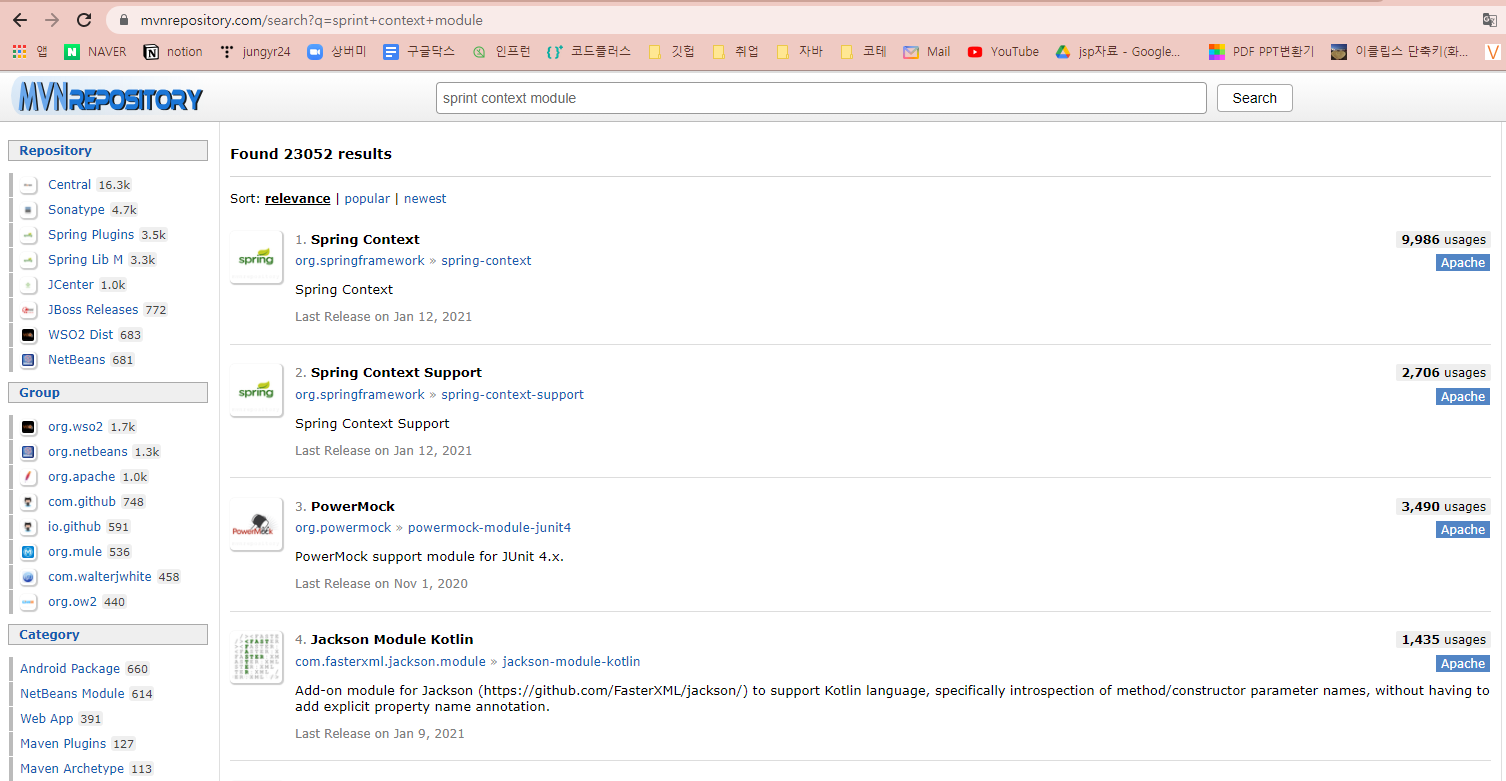 mvnrepository.com/search?q=sprint+context+module
앱 NAVER notion jungyr24 상버미 구글닥스 인프런 코드플러스 깃헙 취업 자바 코테 Mail YouTube jsp자료 - Google... PDF PPT변환기 이클립스 단축키(화...
MVNREPOSITORY
sprint context module
Search
Repository
Central 16.3k
Sonatype 4.7k
Spring Plugins 3.5k
Spring Lib M 3.3k
JCenter 1.0k
JBoss Releases 772
WSO2 Dist 683
NetBeans 681
Group
org.wso2 1.7k
org.netbeans 1.3k
org.apache 1.0k
com.github 748
io.github 591
org.mule 536
com.walterjwhite 458
org.ow2 440
Category
Android Package 660
NetBeans Module 614
Web App 391
Maven Plugins 127
Maven Archetype 113
Found 23052 results
Sort: relevance | popular | newest
spring
1. Spring Context
9,986 usages
org.springframework » spring-context
Apache
Spring Context
Last Release on Jan 12, 2021
spring
2. Spring Context Support
2,706 usages
org.springframework » spring-context-support
Apache
Spring Context Support
Last Release on Jan 12, 2021
PowerMock
3. PowerMock
3,490 usages
org.powermock » powermock-module-junit4
Apache
PowerMock support module for JUnit 4.x.
Last Release on Nov 1, 2020
4. Jackson Module Kotlin
1,435 usages
com.fasterxml.jackson.module » jackson-module-kotlin
Apache
Add-on module for Jackson (https://github.com/FasterXML/jackson/) to support Kotlin language, specifically introspection of method/constructor parameter names, without having to
add explicit property name annotation.
Last Release on Jan 9, 2021